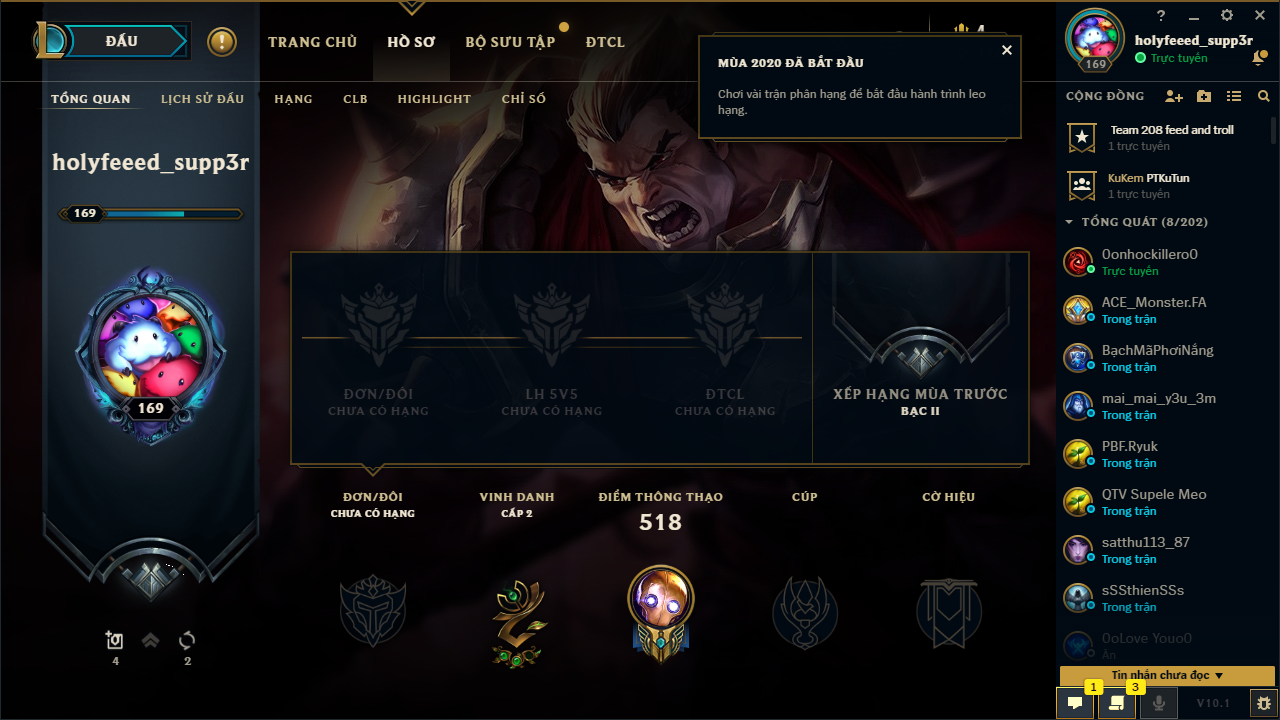 ĐẤU
TRANG CHỦ
HỒ SƠ
BỘ SƯU TẬP
ĐTCL
4
MÙA 2020 ĐÃ BẮT ĐẦU
Chơi vài trận phân hạng để bắt đầu hành trình leo
hạng.
TỔNG QUAN
LỊCH SỬ ĐẤU
HẠNG
CLB
HIGHLIGHT
CHỈ SỐ
holyfeeed_supp3r
169
169
4
2
ĐƠN/ĐÔI
CHƯA CÓ HẠNG
LH 5V5
CHƯA CÓ HẠNG
ĐTCL
CHƯA CÓ HẠNG
XẾP HẠNG MÙA TRƯỚC
BẠC II
ĐƠN/ĐÔI
CHƯA CÓ HẠNG
VINH DANH
CẤP 2
ĐIỂM THÔNG THẠO
518
CÚP
CỜ HIỆU
?
holyfeeed_supp3r
Trực tuyến
169
CỘNG ĐỒNG
Team 208 feed and troll
1 trực tuyến
KuKem PTKuTun
1 trực tuyến
TỔNG QUÁT (8/202)
0onhockillero0
Trực tuyến
ACE_Monster.FA
Trong trận
BạchMãPhơiNắng
Trong trận
mai_mai_y3u_3m
Trong trận
PBF.Ryuk
Trong trận
QTV Supele Meo
Trong trận
satthu113_87
Trong trận
sSSthienSSs
Trong trận
0oLove Youo0
Ẩn
Tin nhắn chưa đọc
1
3
V10.1